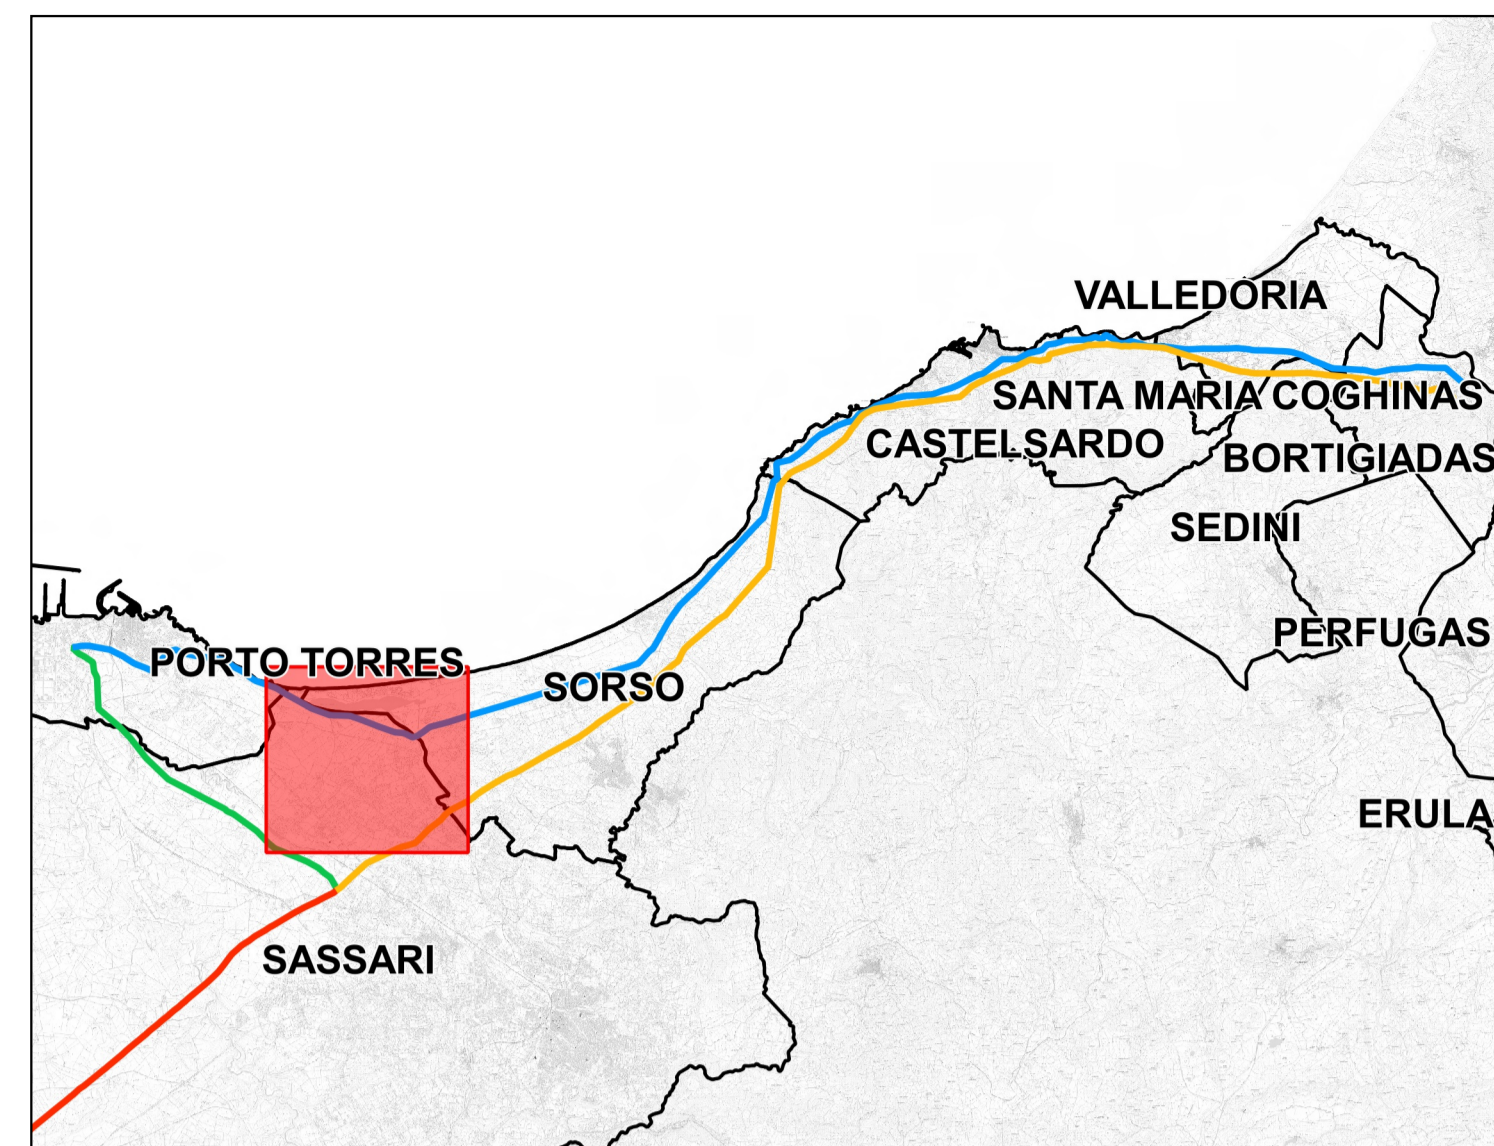 VALLEDORIA
SANTA MARIA COGHINAS
CASTELSARDO
BORTIGIADAS
SEDINI
PERFUGAS
PORTO TORRES
SORSO
ERULA
SASSARI